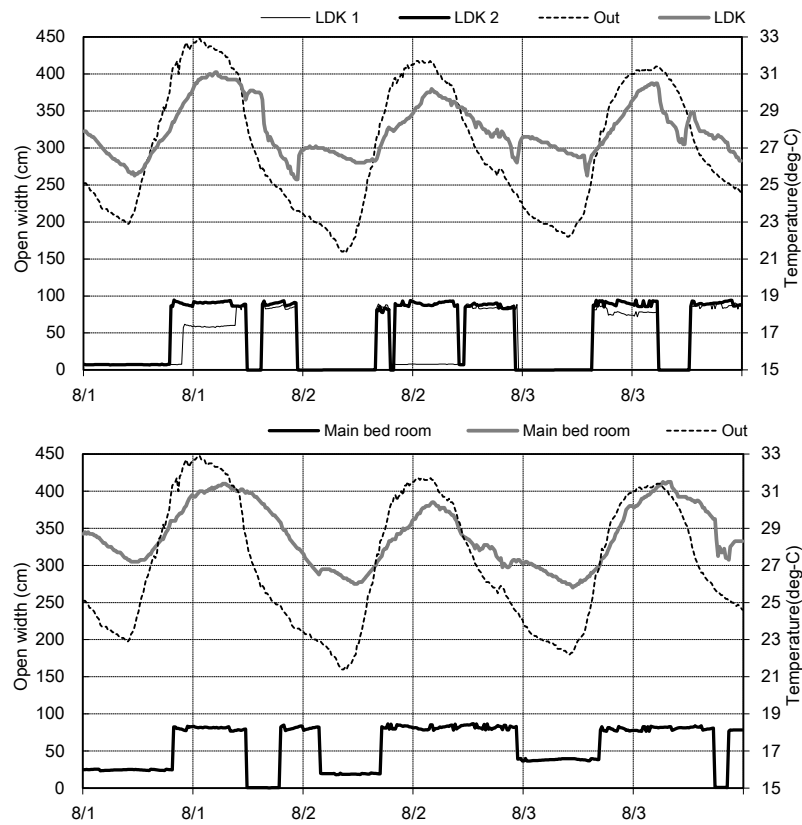 LDK 1 LDK 2 Out LDK
450 33
400 31
350 29
300 27
250 25
200 23
150 21
100 19
50 17
0 15
Open width (cm)
Temperature(deg-C)
8/1 8/1 8/2 8/2 8/3 8/3
Main bed room Main bed room Out
450 33
400 31
350 29
300 27
250 25
200 23
150 21
100 19
50 17
0 15
Open width (cm)
Temperature(deg-C)
8/1 8/1 8/2 8/2 8/3 8/3